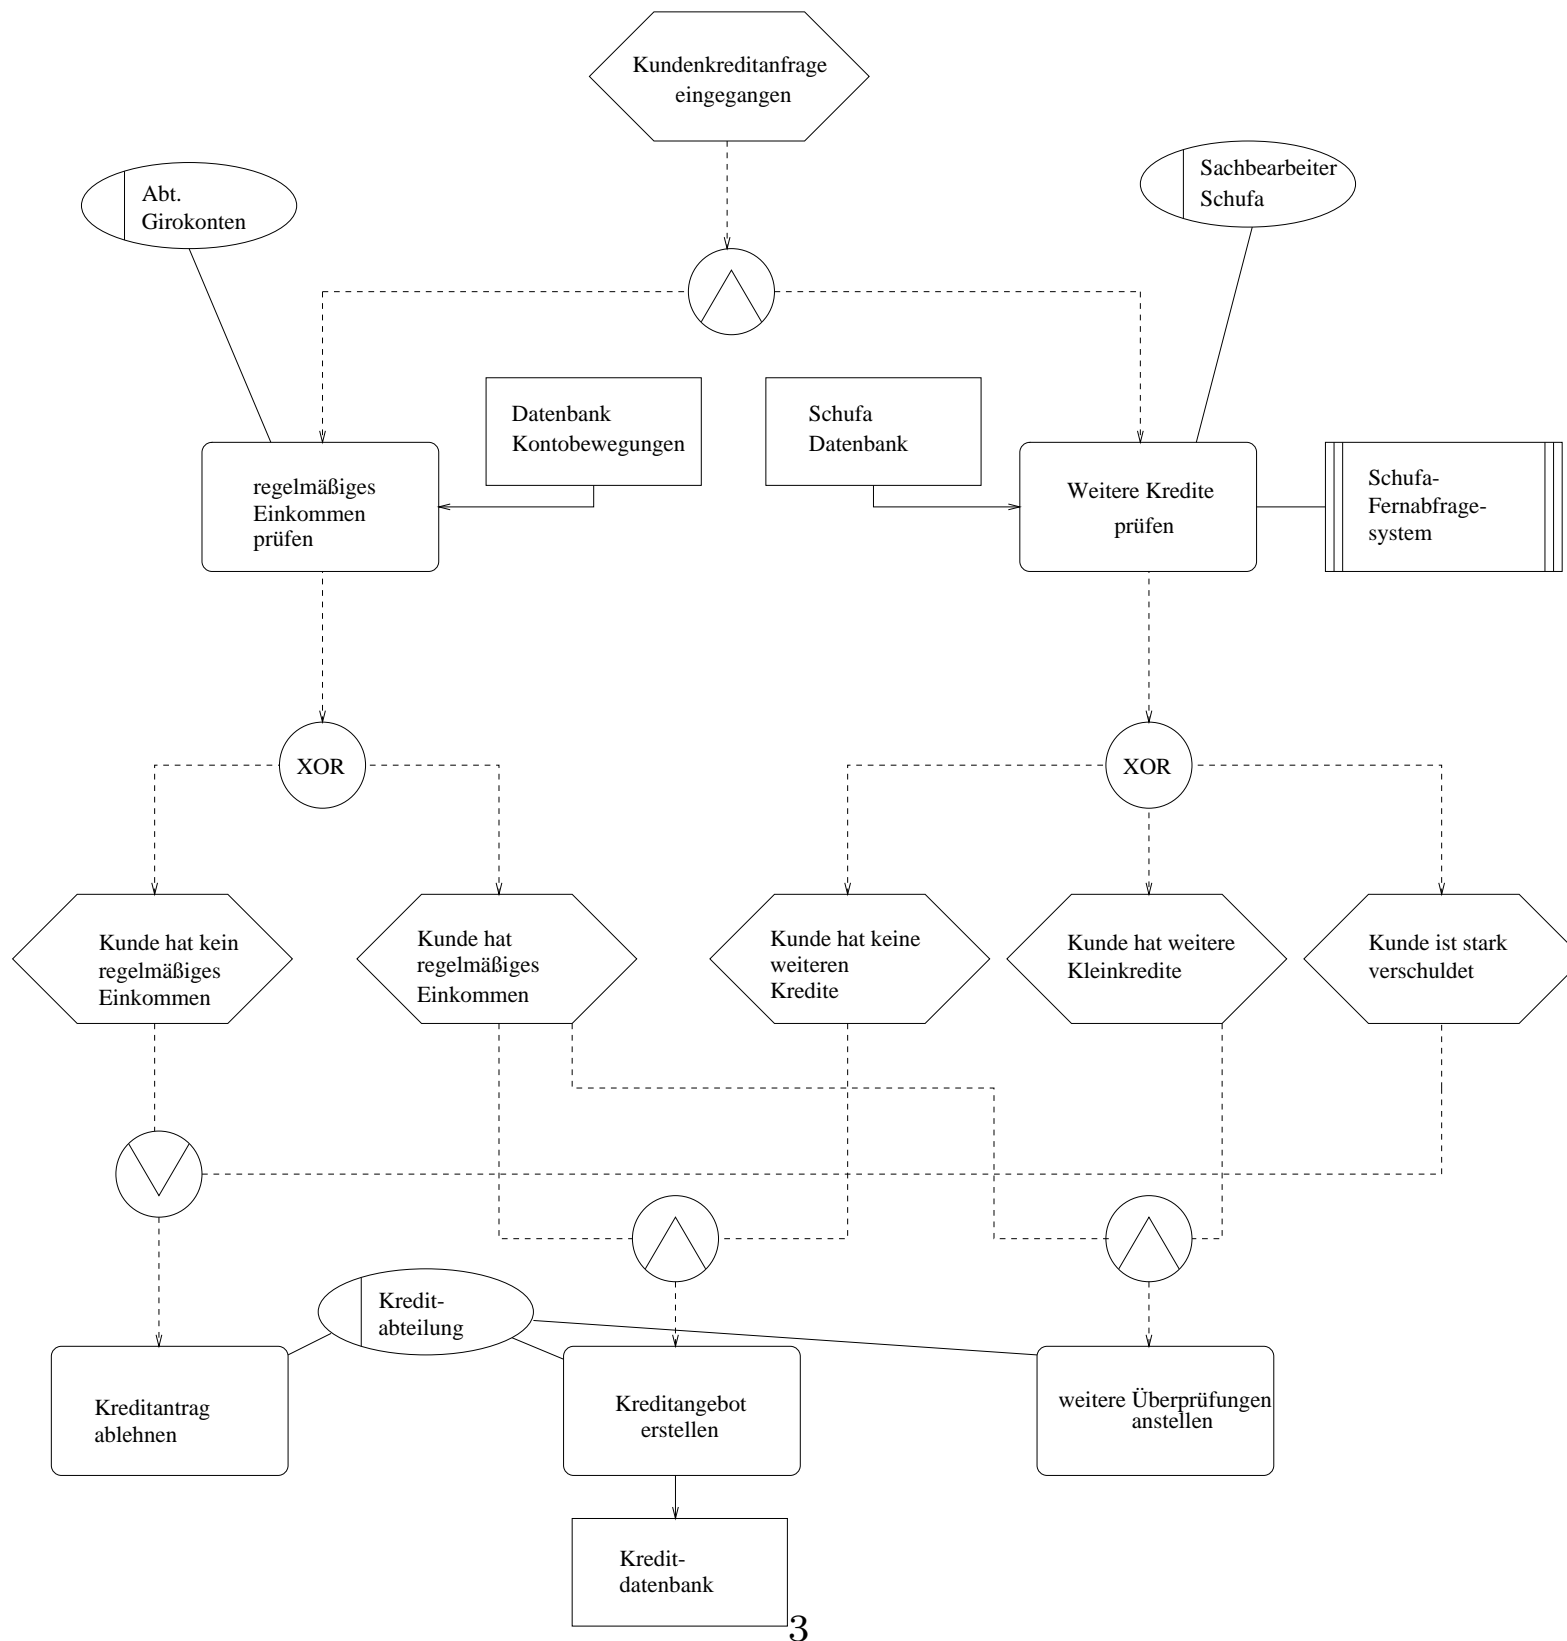 Kundenkreditanfrage
eingegangen
Abt.
Girokonten
Sachbearbeiter
Schufa
Datenbank
Kontobewegungen
Schufa
Datenbank
regelmäßiges
Einkommen
prüfen
Weitere Kredite
prüfen
Schufa-
Fernabfrage-
system
XOR
XOR
Kunde hat kein
regelmäßiges
Einkommen
Kunde hat
regelmäßiges
Einkommen
Kunde hat keine
weiteren
Kredite
Kunde hat weitere
Kleinkredite
Kunde ist stark
verschuldet
Kredit-
abteilung
Kreditantrag
ablehnen
Kreditangebot
erstellen
weitere Überprüfungen
anstellen
Kredit-
datenbank
3